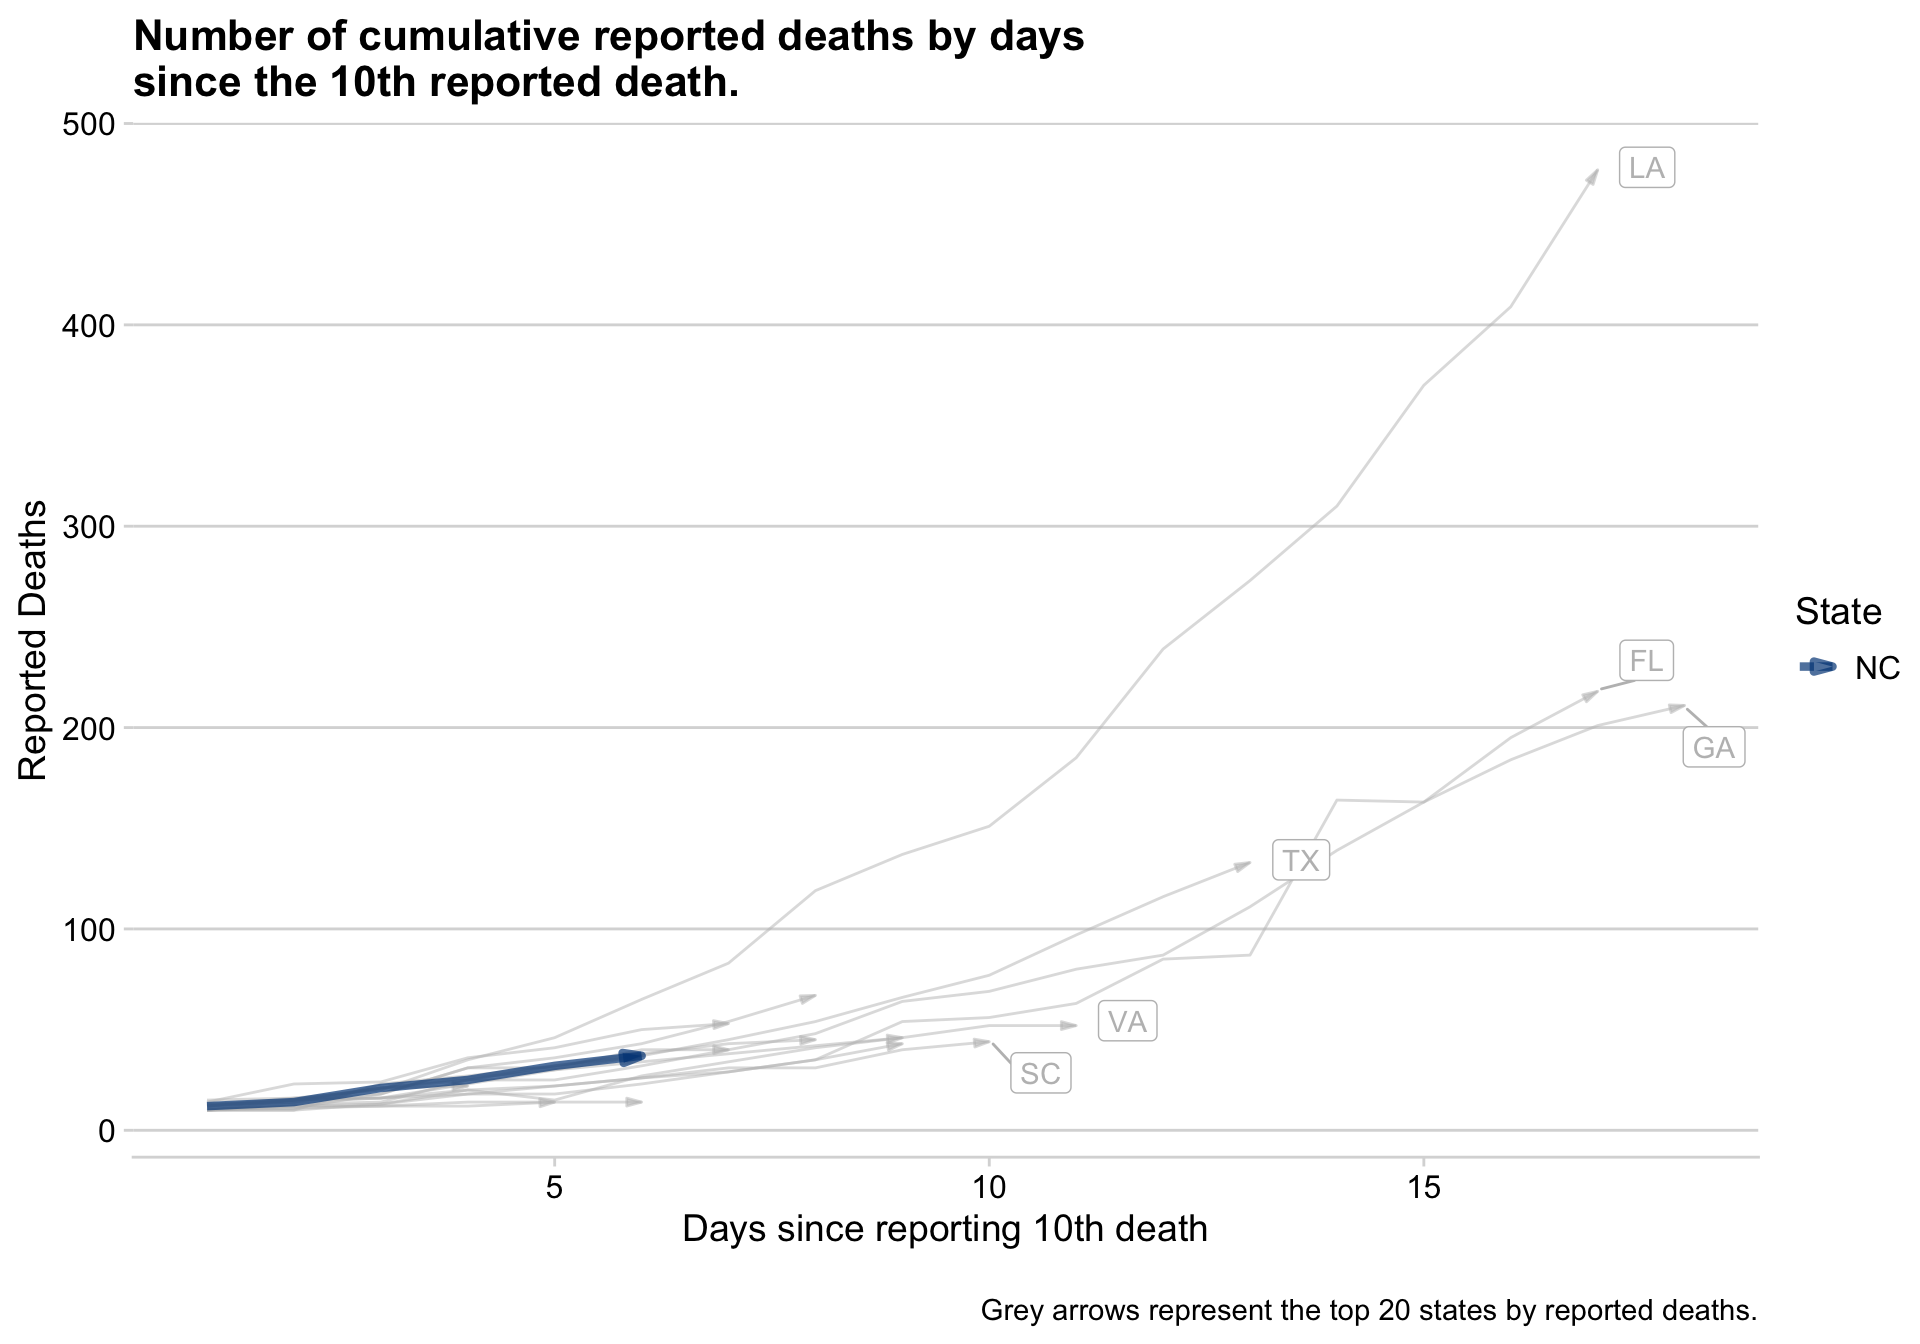 Number of cumulative reported deaths by days
since the 10th reported death.
500
400
300
200
100
0
Reported Deaths
LA
FL
GA
TX
VA
SC
State
NC
5
10
15
Days since reporting 10th death
Grey arrows represent the top 20 states by reported deaths.